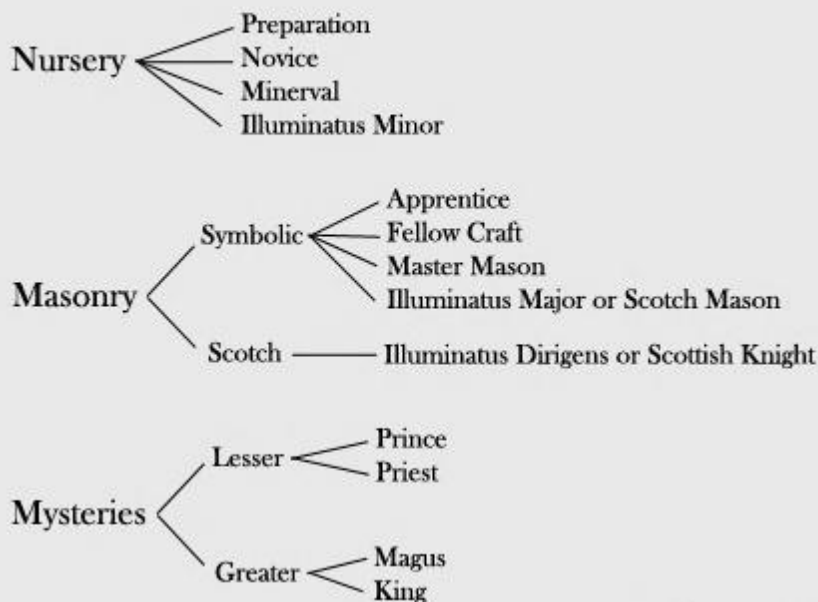 Nursery
Preparation
Novice
Minerval
Illuminatus Minor
Masonry
Symbolic
Apprentice
Fellow Craft
Master Mason
Illuminatus Major or Scotch Mason
Scotch
Illuminatus Dirigens or Scottish Knight
Mysteries
Lesser
Prince
Priest
Greater
Magus
King